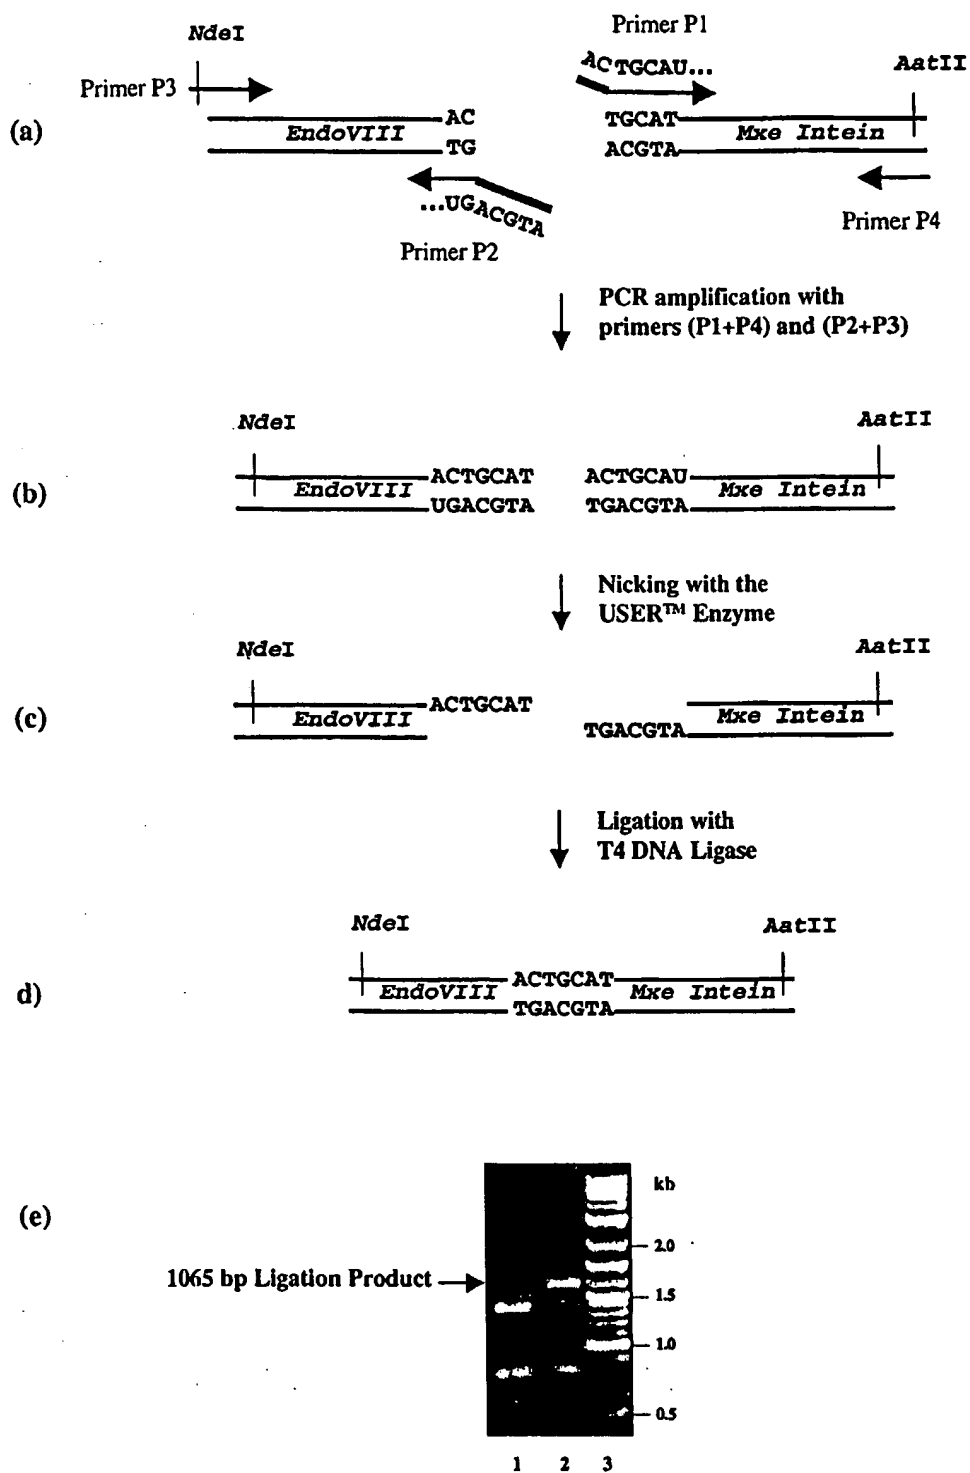 NdeI
Primer P1
ACTGCAU...
AatII
Primer P3
(a)
AC
TGCAT
EndoVIII
Mxe Intein
TG
ACGTA
...UGACGTA
Primer P2
Primer P4
PCR amplification with
primers (P1+P4) and (P2+P3)
NdeI
AatII
(b)
ACTGCAT
ACTGCAU
EndoVIII
Mxe Intein
UGACGTA
TGACGTA
Nicking with the
USER™ Enzyme
NdeI
AatII
(c)
ACTGCAT
EndoVIII
Mxe Intein
TGACGTA
Ligation with
T4 DNA Ligase
NdeI
AatII
d)
ACTGCAT
EndoVIII
Mxe Intein
TGACGTA
(e)
kb
2.0
1065 bp Ligation Product
1.5
1.0
0.5
1 2 3